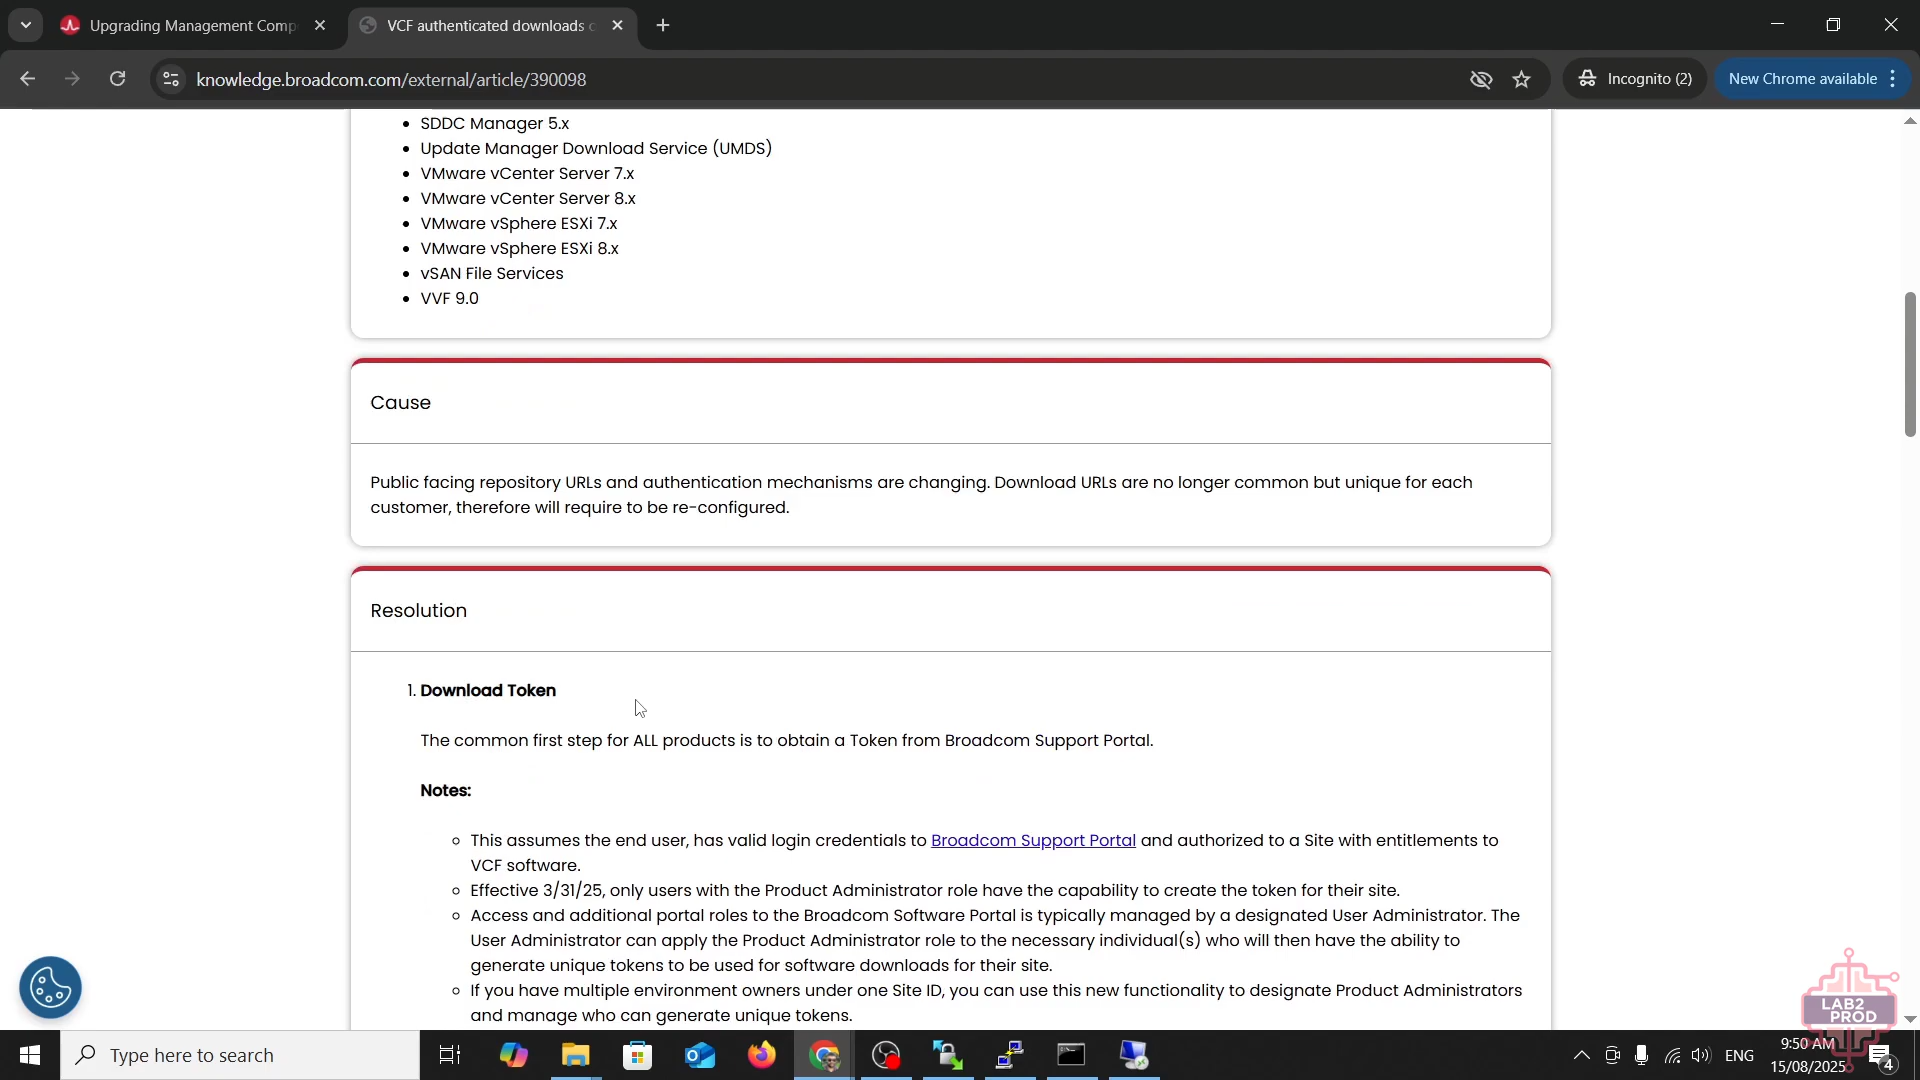 Upgrading Management Comp
VCF authenticated downloads c
knowledge.broadcom.com/external/article/390098
Incognito (2)
New Chrome available
SDDC Manager 5.x
Update Manager Download Service (UMDS)
VMware vCenter Server 7.x
VMware vCenter Server 8.x
VMware vSphere ESXi 7.x
VMware vSphere ESXi 8.x
vSAN File Services
VVF 9.0
Cause
Public facing repository URLs and authentication mechanisms are changing. Download URLs are no longer common but unique for each
customer, therefore will require to be re-configured.
Resolution
1. Download Token
The common first step for ALL products is to obtain a Token from Broadcom Support Portal.
Notes:
This assumes the end user, has valid login credentials to Broadcom Support Portal and authorized to a Site with entitlements to
VCF software.
Effective 3/31/25, only users with the Product Administrator role have the capability to create the token for their site.
Access and additional portal roles to the Broadcom Software Portal is typically managed by a designated User Administrator. The
User Administrator can apply the Product Administrator role to the necessary individual(s) who will then have the ability to
generate unique tokens to be used for software downloads for their site.
If you have multiple environment owners under one Site ID, you can use this new functionality to designate Product Administrators
and manage who can generate unique tokens.
LAB2
PROD
Type here to search
ENG
9:50 AM
15/08/2025
4